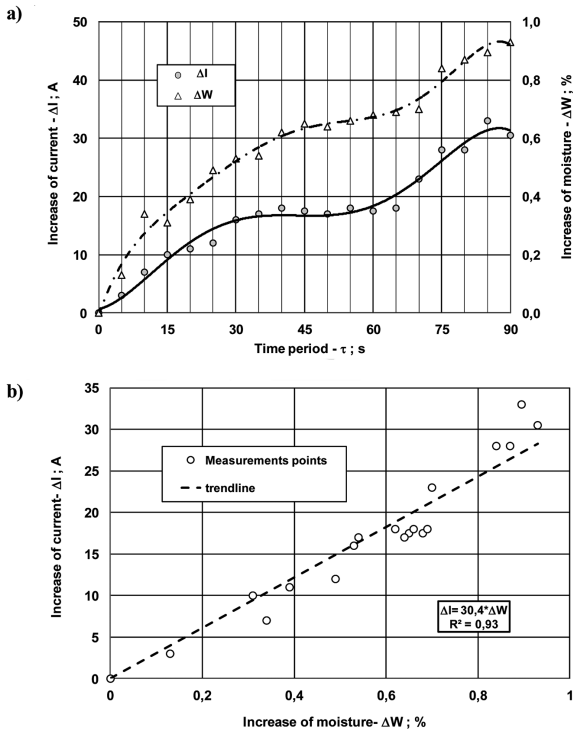 a)
Increase of current - ΔI ; A
50
40
30
20
10
0
ΔI
ΔW
1,0
0,8
0,6
0,4
0,2
0,0
Increase of moisture - ΔW ; %
0
15
30
45
60
75
90
Time period - τ ; s
b)
Increase of current- ΔI ; A
35
30
25
20
15
10
5
0
Measurements points
trendline
ΔI= 30,4*ΔW
R² = 0,93
0
0,2
0,4
0,6
0,8
1
Increase of moisture- ΔW ; %